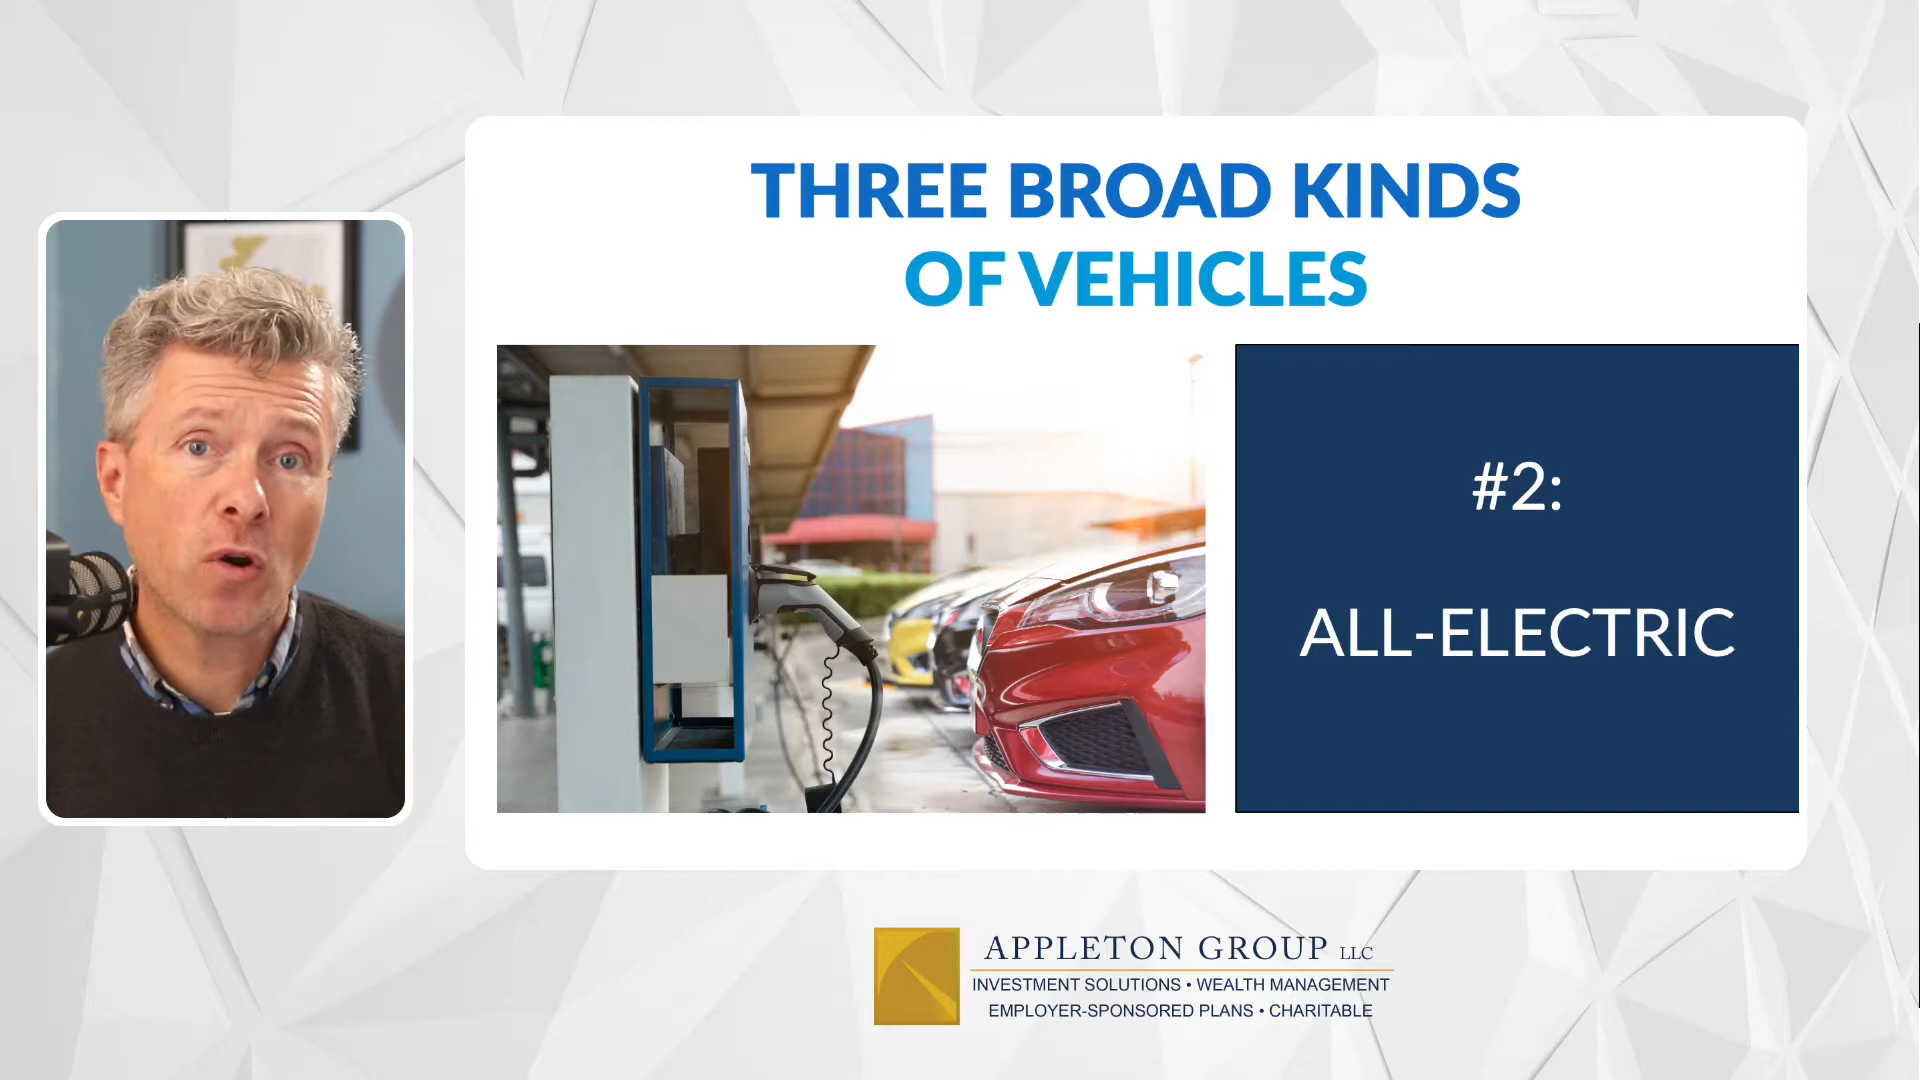 THREE BROAD KINDS
OF VEHICLES
#2:
ALL-ELECTRIC
APPLETON GROUP LLC
INVESTMENT SOLUTIONS • WEALTH MANAGEMENT
EMPLOYER-SPONSORED PLANS • CHARITABLE